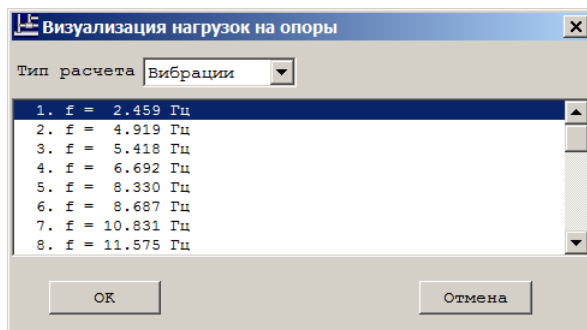 Визуализация нагрузок на опоры
Тип расчета Вибрации
1. f = 2.459 Гц
2. f = 4.919 Гц
3. f = 5.418 Гц
4. f = 6.692 Гц
5. f = 8.330 Гц
6. f = 8.687 Гц
7. f = 10.831 Гц
8. f = 11.575 Гц
OK Отмена